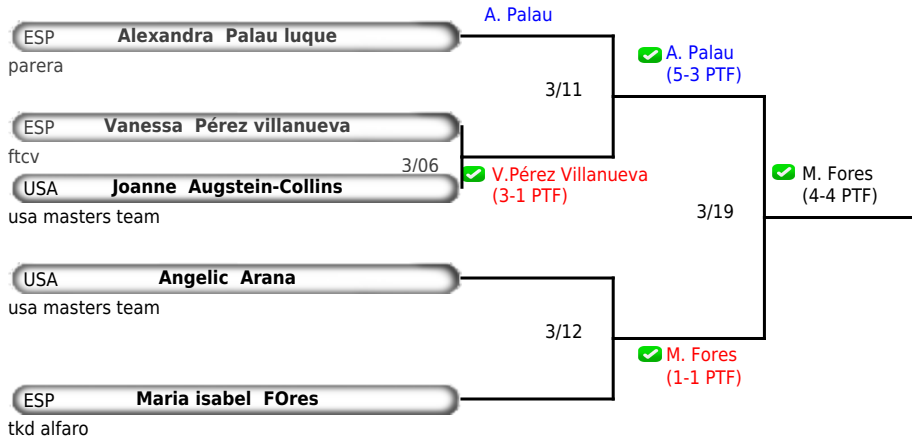 A. Palau
ESP Alexandra Palau luque
parera
A. Palau
(5-3 PTF)
3/11
ESP Vanessa Pérez villanueva
ftcv
3/06
V.Pérez Villanueva
(3-1 PTF)
USA Joanne Augstein-Collins
usa masters team
M. Fores
(4-4 PTF)
3/19
USA Angelic Arana
usa masters team
3/12
M. Fores
(1-1 PTF)
ESP Maria isabel FOres
tkd alfaro